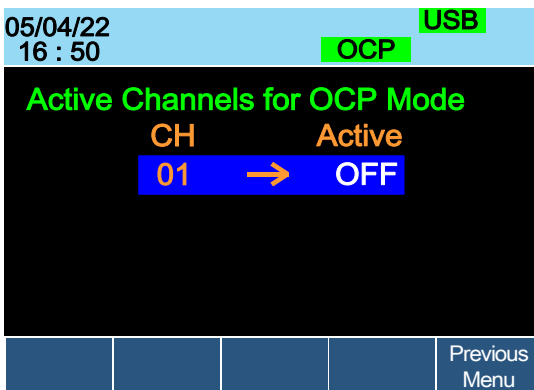 05/04/22
USB
16 : 50
OCP
Active Channels for OCP Mode
CH Active
01 → OFF
Previous
Menu